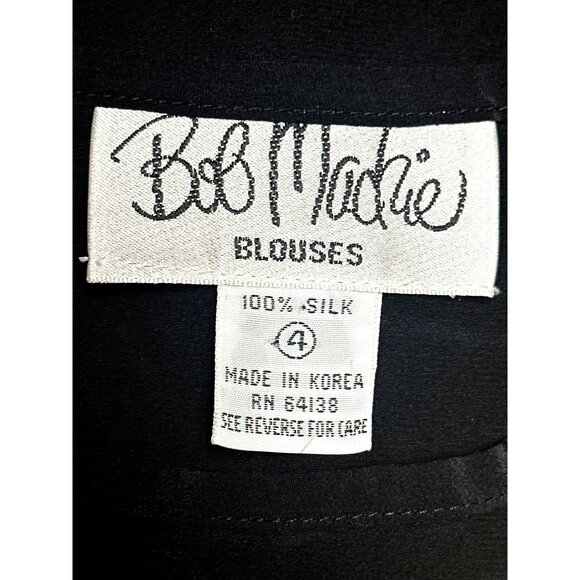 Bob Mackie
BLOUSES
100% SILK
4
MADE IN KOREA
RN 64138
SEE REVERSE FOR CARE